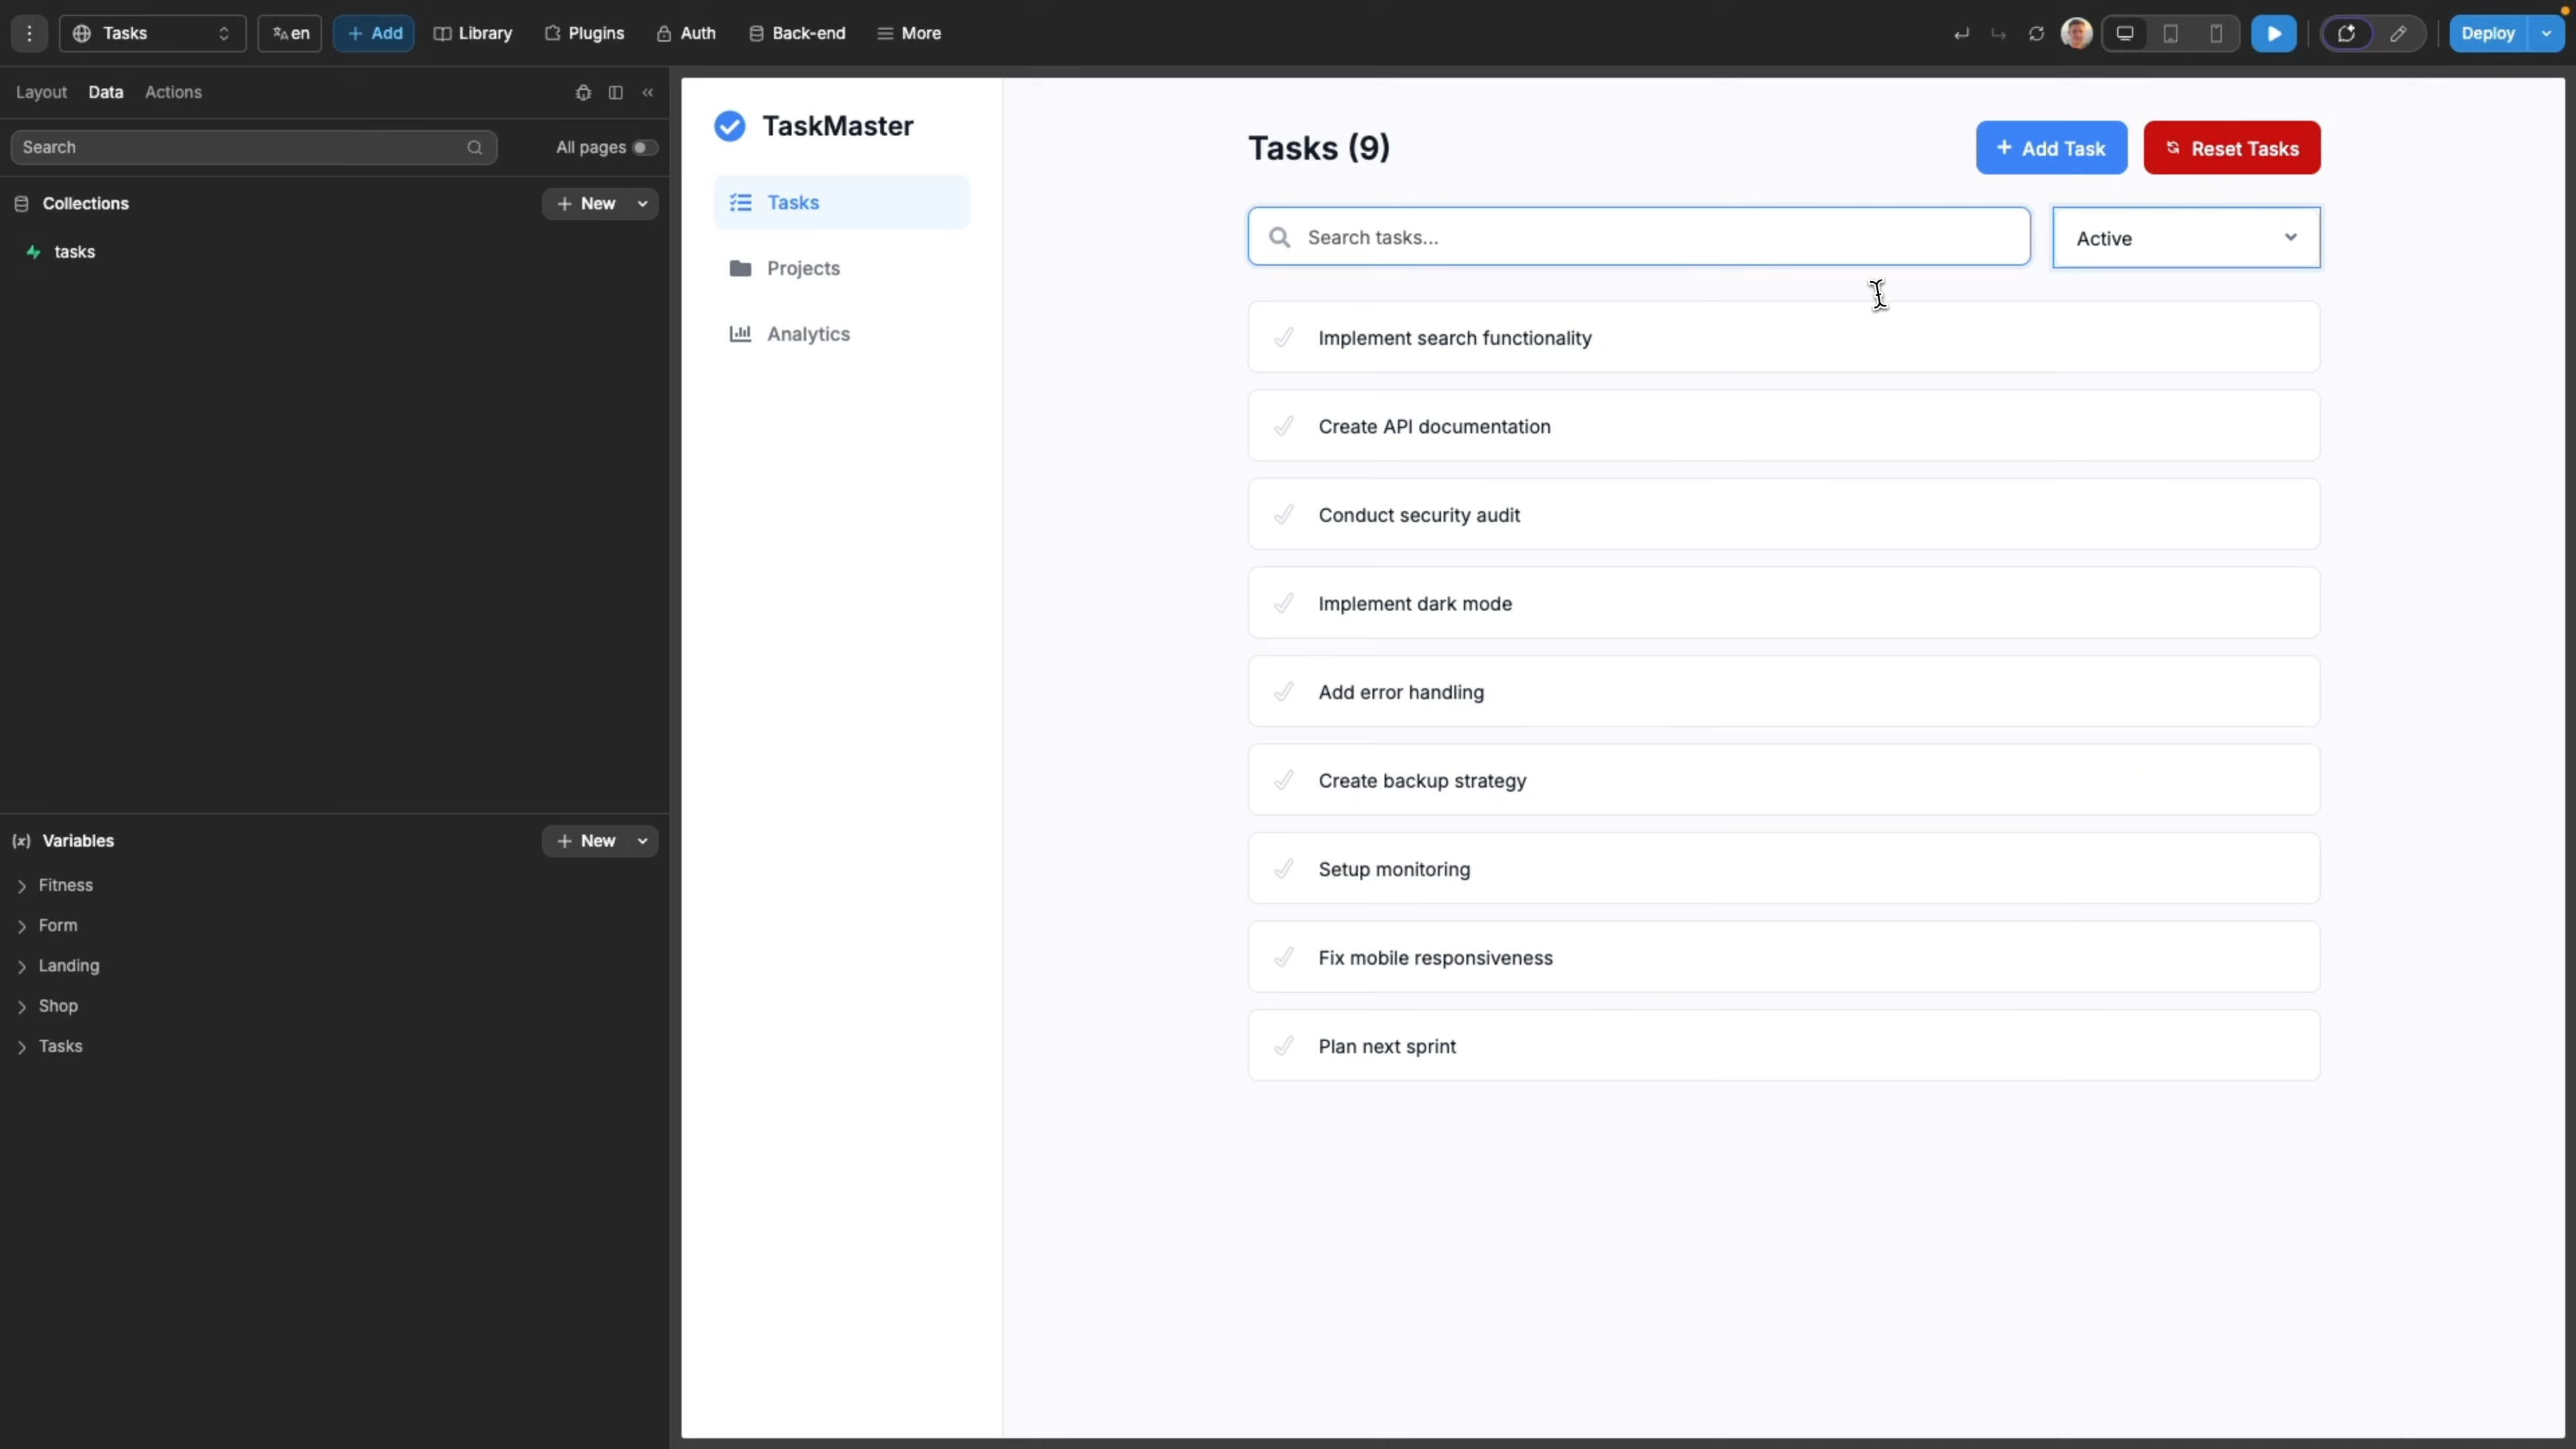 Tasks en + Add Library Plugins Auth Back-end More Deploy
Layout Data Actions
Search All pages
Collections + New
tasks
(x) Variables + New
Fitness
Form
Landing
Shop
Tasks
TaskMaster
Tasks
Projects
Analytics
Tasks (9) + Add Task Reset Tasks
Search tasks... Active
Implement search functionality
Create API documentation
Conduct security audit
Implement dark mode
Add error handling
Create backup strategy
Setup monitoring
Fix mobile responsiveness
Plan next sprint